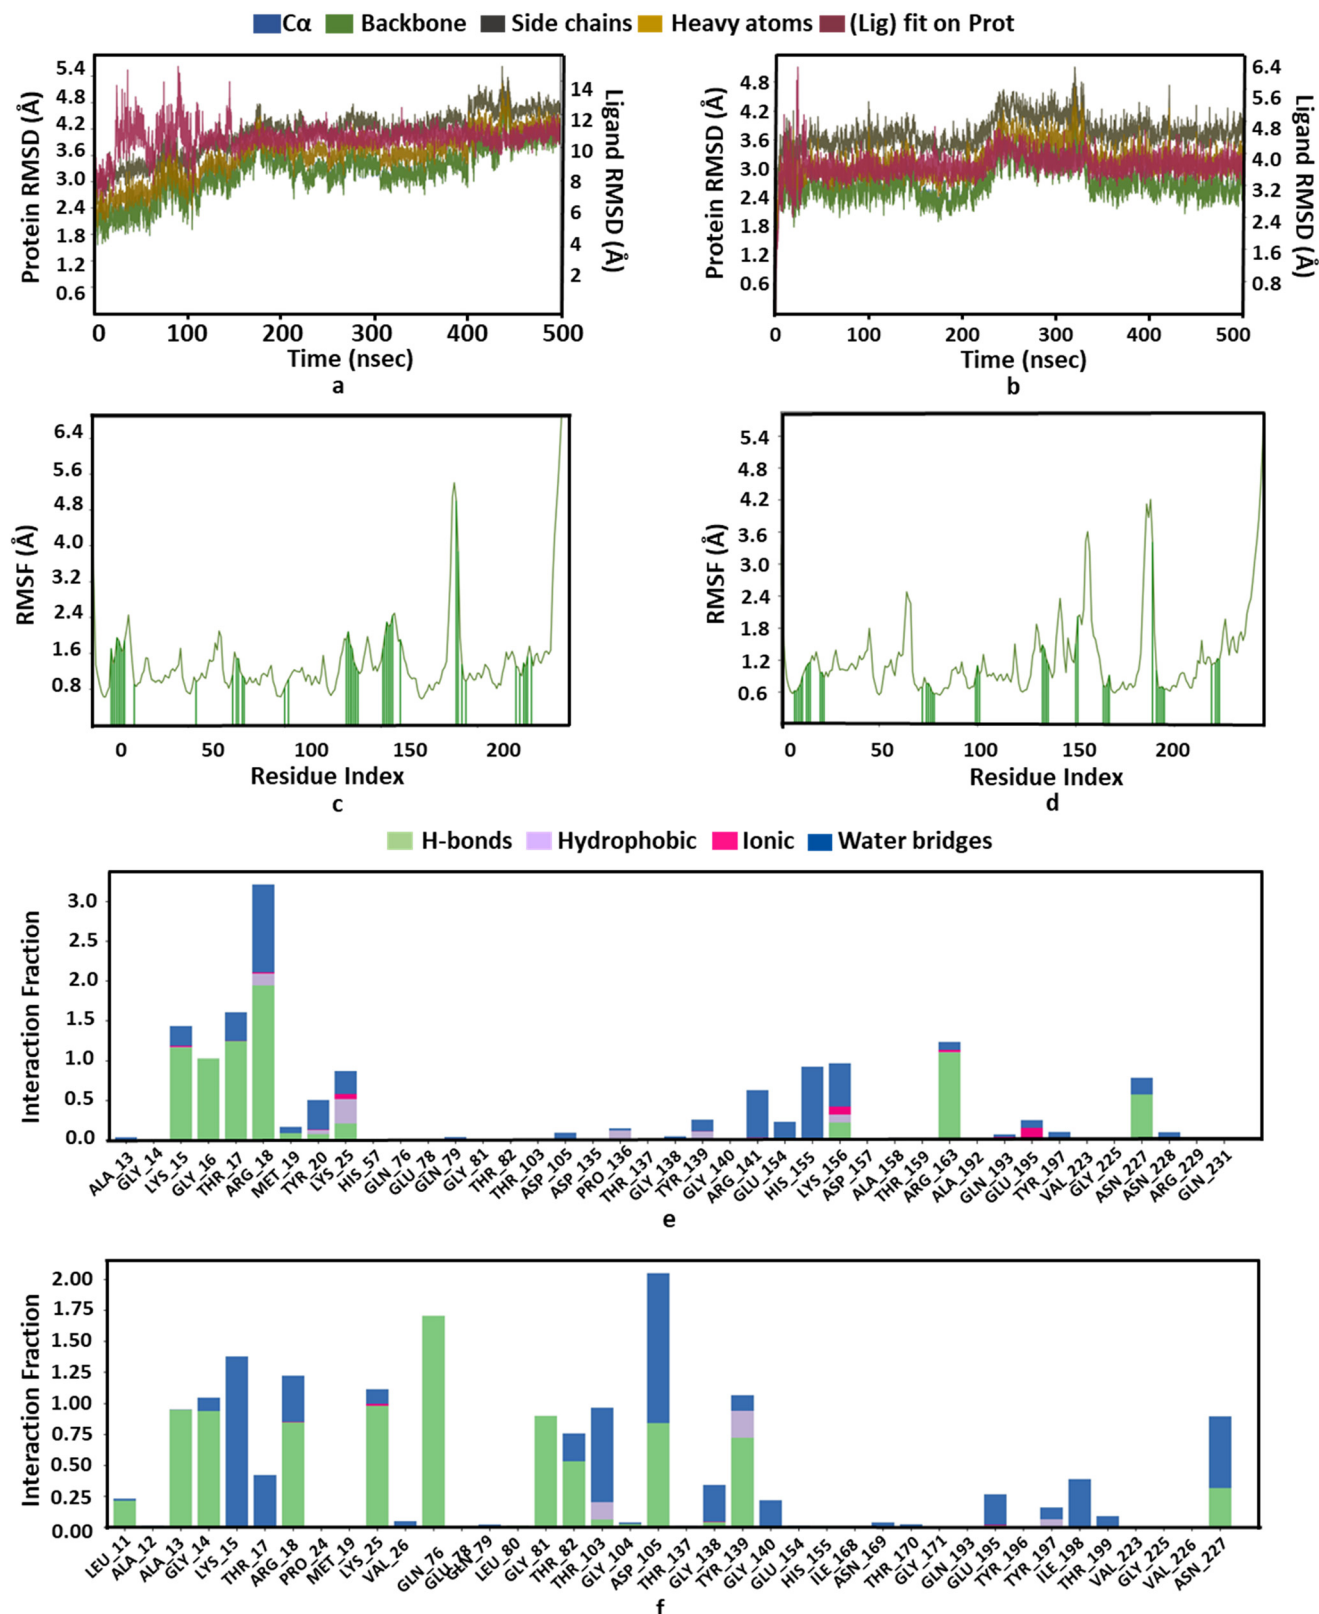 Cα Backbone Side chains Heavy atoms (Lig) fit on Prot
Protein RMSD (Å)
5.4
4.8
4.2
3.6
3.0
2.4
1.8
1.2
0.6
14
12
10
8
6
4
2
Ligand RMSD (Å)
0 100 200 300 400 500
Time (nsec)
a
Protein RMSD (Å)
4.8
4.2
3.6
3.0
2.4
1.8
1.2
0.6
6.4
5.6
4.8
4.0
3.2
2.4
1.6
0.8
Ligand RMSD (Å)
0 100 200 300 400 500
Time (nsec)
b
RMSF (Å)
6.4
5.6
4.8
4.0
3.2
2.4
1.6
0.8
0 50 100 150 200
Residue Index
c
RMSF (Å)
5.4
4.8
4.2
3.6
3.0
2.4
1.8
1.2
0.6
0 50 100 150 200
Residue Index
d
H-bonds Hydrophobic Ionic Water bridges
Interaction Fraction
3.0
2.5
2.0
1.5
1.0
0.5
0.0
ALA_13 GLY_14 LYS_15 GLY_16 THR_17 ARG_18 MET_19 TYR_20 LYS_25 HIS_57 GLN_76 GLU_78 GLN_79 GLY_81 THR_82 THR_103 ASP_105 ASP_135 PRO_136 THR_137 GLY_138 TYR_139 GLY_140 ARG_141 GLU_154 HIS_155 LYS_156 ASP_157 ALA_158 THR_159 ARG_163 ALA_192 GLN_193 GLU_195 TYR_197 VAL_223 GLY_225 ASN_227 ASN_228 ARG_229 GLN_231
e
Interaction Fraction
2.00
1.75
1.50
1.25
1.00
0.75
0.50
0.25
0.00
LEU_11 ALA_12 ALA_13 GLY_14 LYS_15 THR_17 ARG_18 PRO_24 MET_19 LYS_25 VAL_26 GLN_76 GLU_78 GLN_79 LEU_80 GLY_81 THR_82 THR_103 GLY_104 ASP_105 THR_137 GLY_138 TYR_139 GLY_140 GLU_154 HIS_155 ILE_168 ASN_169 THR_170 GLY_171 GLN_193 GLU_195 TYR_196 TYR_197 ILE_198 THR_199 VAL_223 GLY_225 VAL_226 ASN_227
f